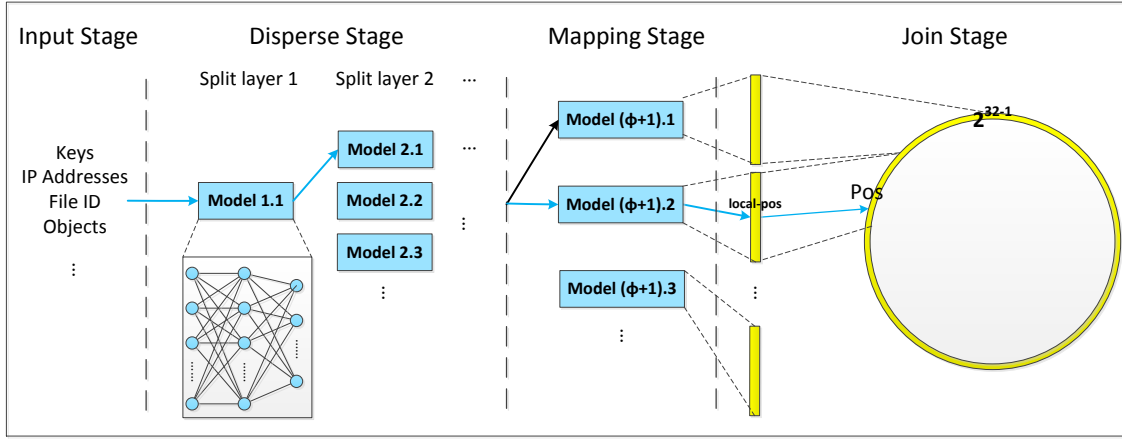 Input Stage
Disperse Stage
Mapping Stage
Join Stage
Split layer 1
Split layer 2
...
Keys
IP Addresses
File ID
Objects
...
Model 1.1
Model 2.1
...
Model 2.2
...
Model 2.3
...
......
......
......
Model (ϕ+1).1
Model (ϕ+1).2
Model (ϕ+1).3
...
local-pos
...
Pos
2^32-1